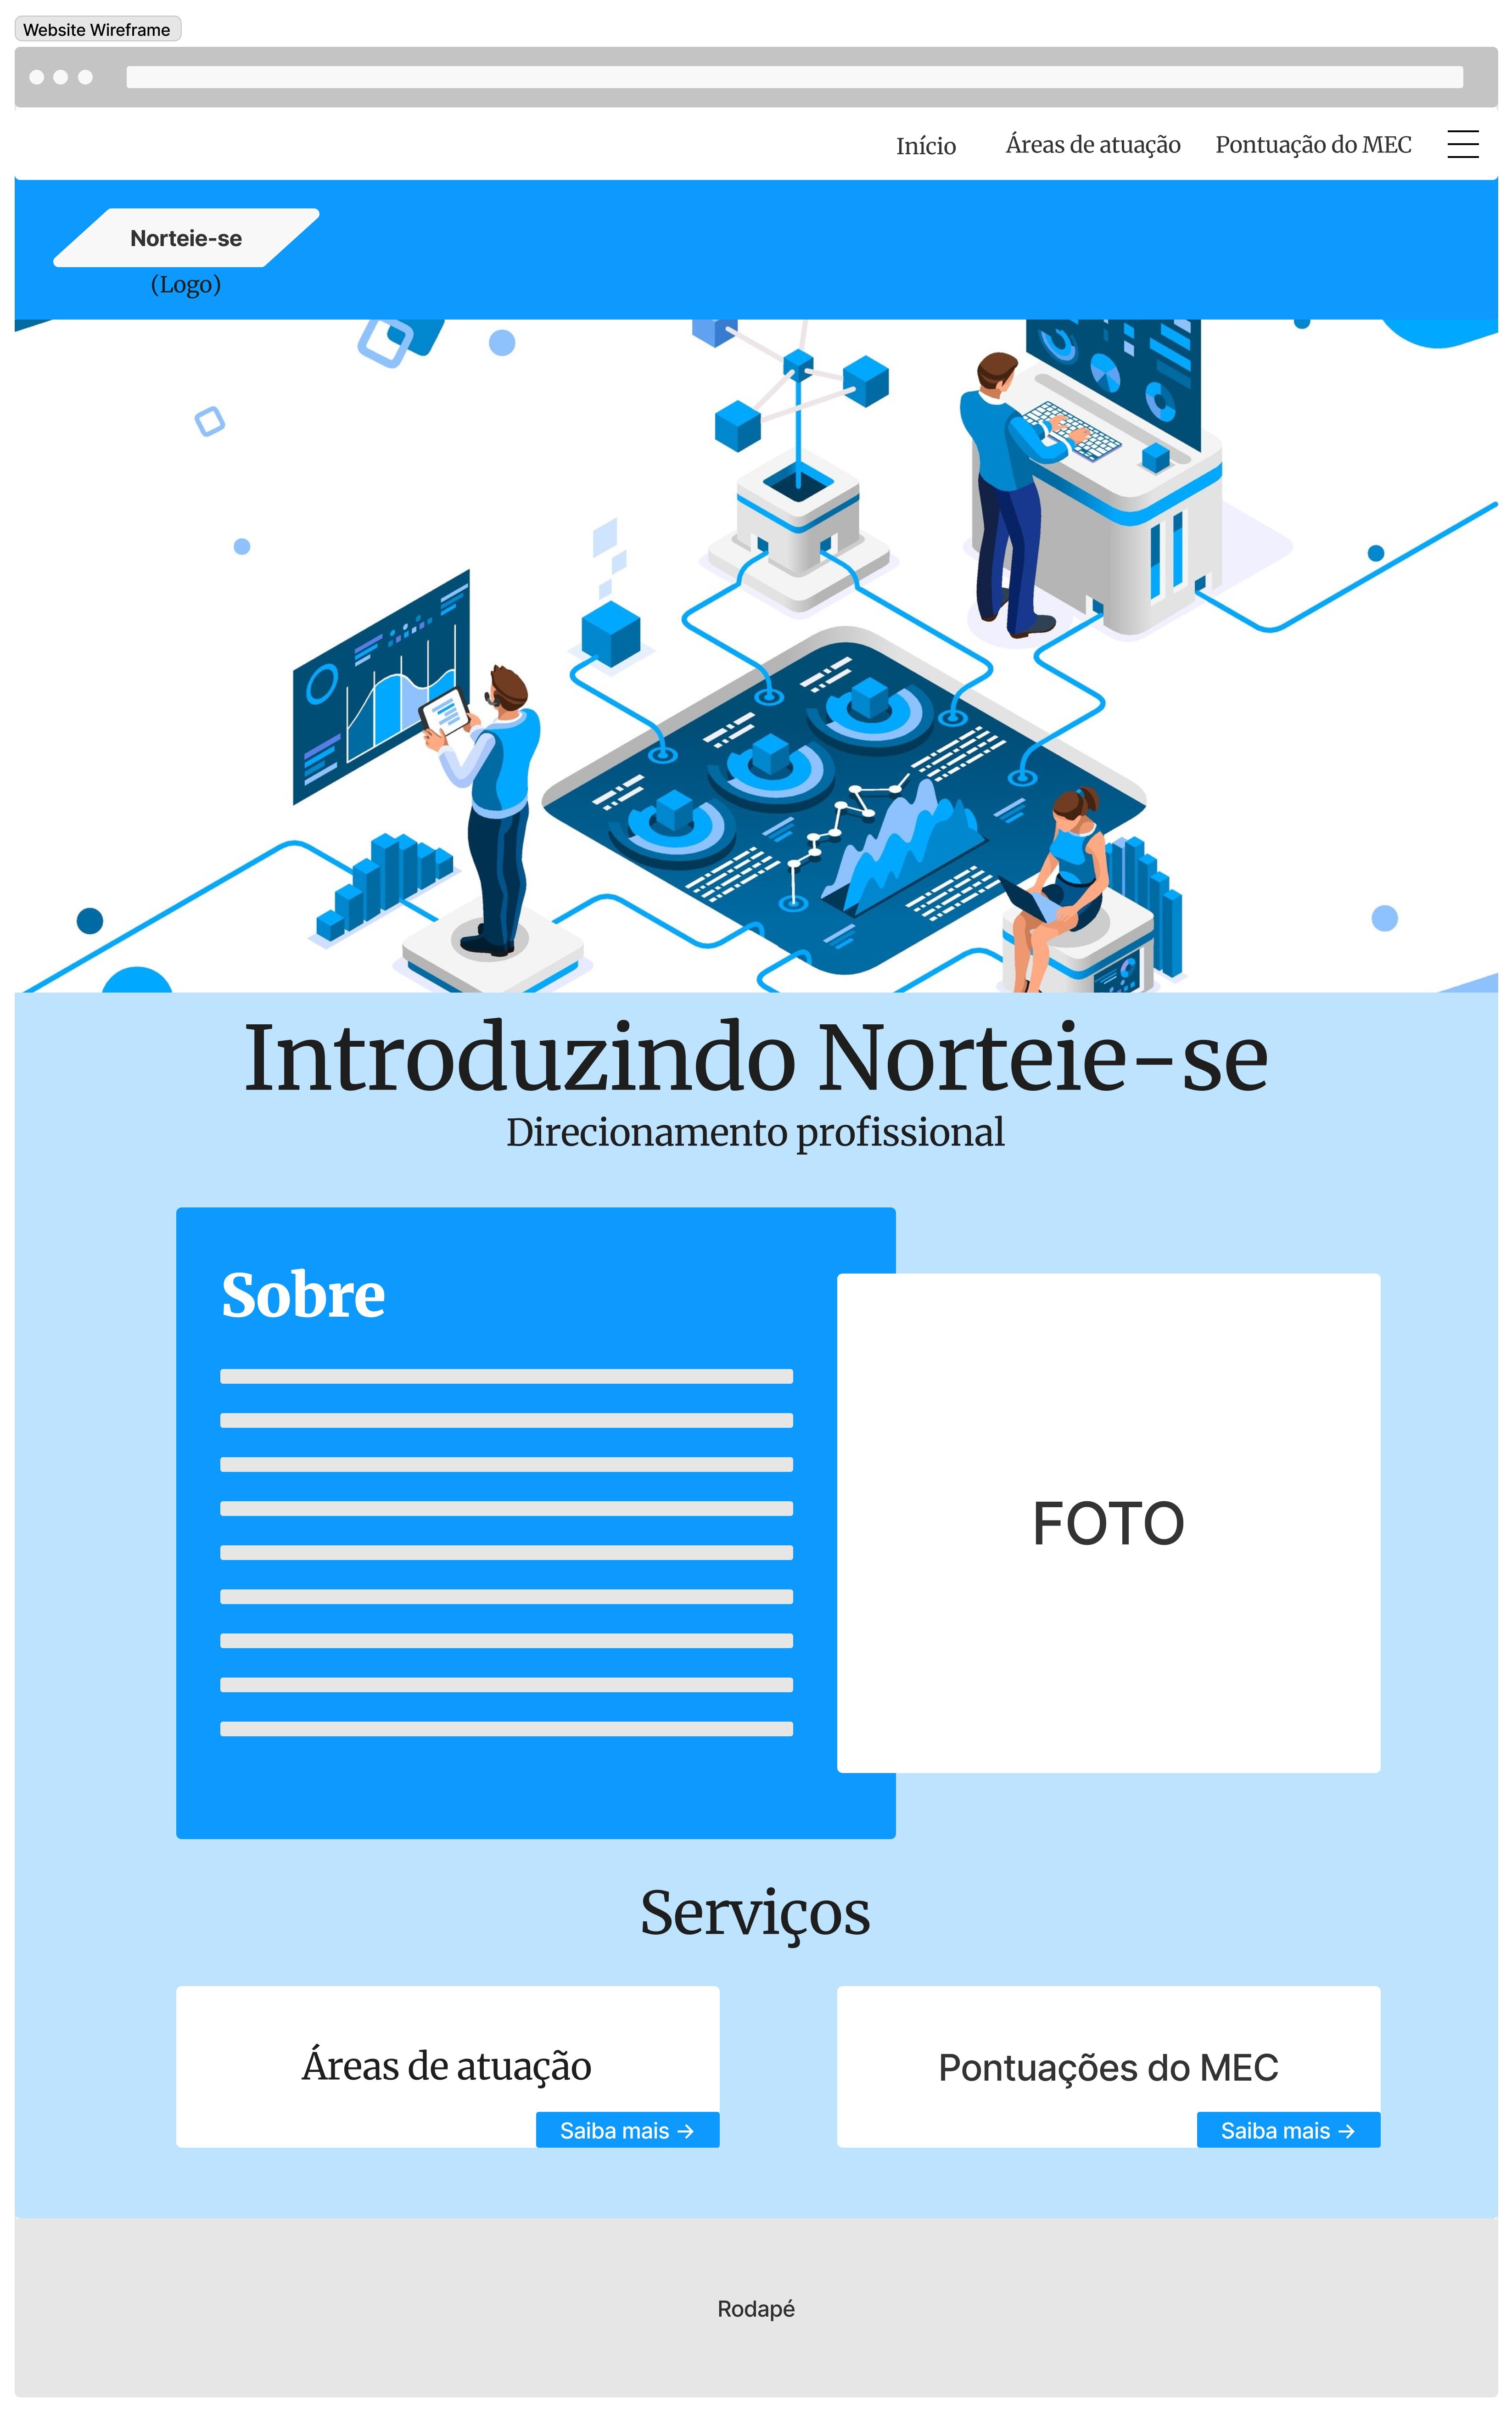 Website Wireframe
Início
Áreas de atuação
Pontuação do MEC
Norteie-se
(Logo)
Introduzindo Norteie-se
Direcionamento profissional
Sobre
FOTO
Serviços
Áreas de atuação
Saiba mais →
Pontuações do MEC
Saiba mais →
Rodapé